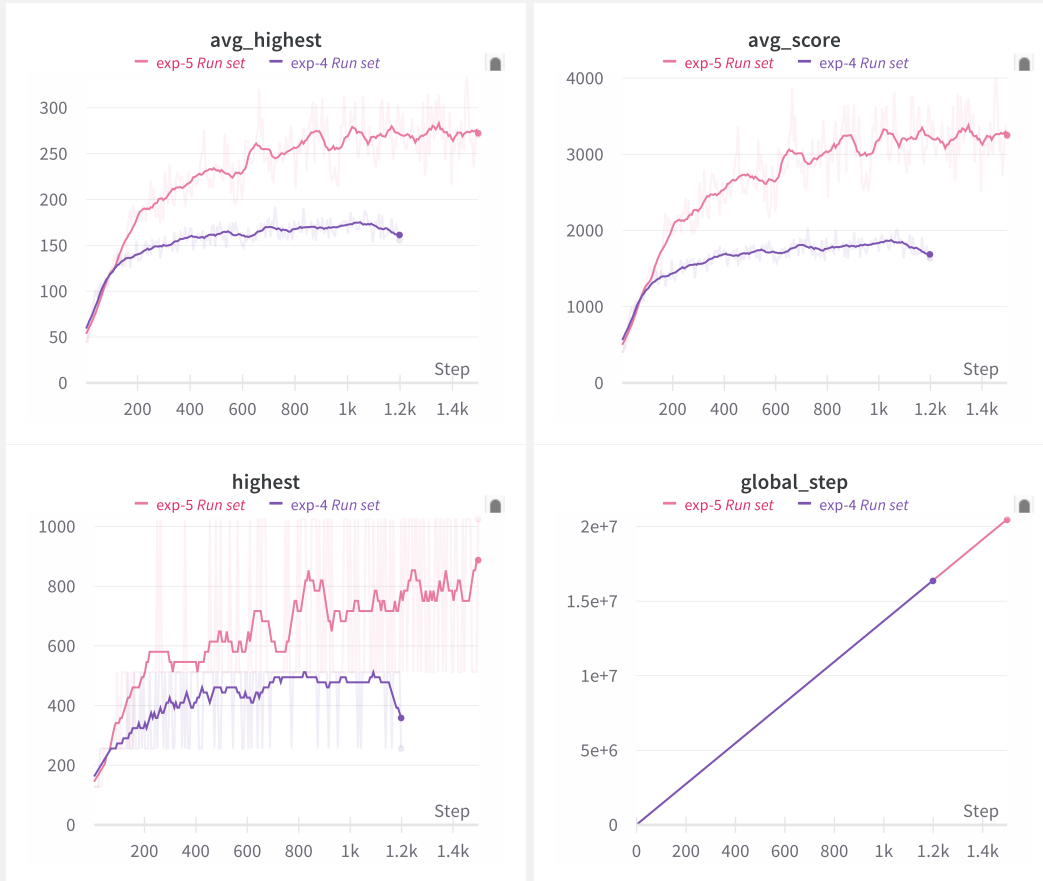 avg_highest
exp-5 Run set exp-4 Run set
300
250
200
150
100
50
0
Step
200 400 600 800 1k 1.2k 1.4k
avg_score
exp-5 Run set exp-4 Run set
4000
3000
2000
1000
0
Step
200 400 600 800 1k 1.2k 1.4k
highest
exp-5 Run set exp-4 Run set
1000
800
600
400
200
0
Step
200 400 600 800 1k 1.2k 1.4k
global_step
exp-5 Run set exp-4 Run set
2e+7
1.5e+7
1e+7
5e+6
0
Step
0 200 400 600 800 1k 1.2k 1.4k